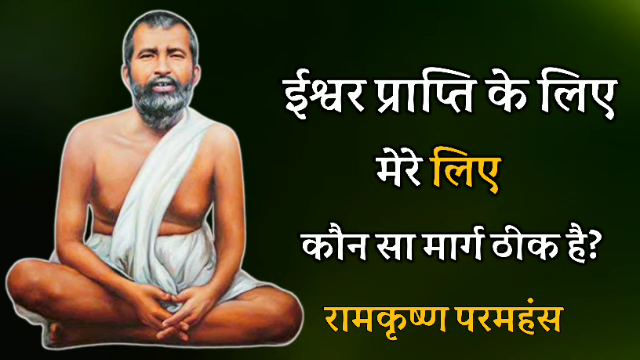 ईश्वर प्राप्ति के लिए
मेरे लिए
कौन सा मार्ग ठीक है?
रामकृष्ण परमहंस